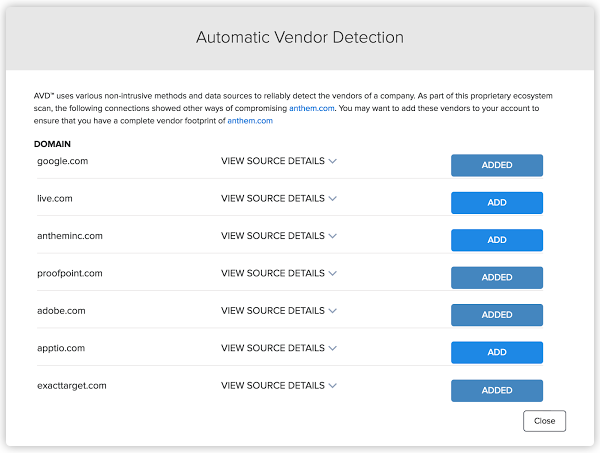 Automatic Vendor Detection
AVD™ uses various non-intrusive methods and data sources to reliably detect the vendors of a company. As part of this proprietary ecosystem
scan, the following connections showed other ways of compromising anthem.com. You may want to add these vendors to your account to
ensure that you have a complete vendor footprint of anthem.com
DOMAIN
google.com VIEW SOURCE DETAILS ADDED
live.com VIEW SOURCE DETAILS ADD
antheminc.com VIEW SOURCE DETAILS ADD
proofpoint.com VIEW SOURCE DETAILS ADDED
adobe.com VIEW SOURCE DETAILS ADDED
apptio.com VIEW SOURCE DETAILS ADD
exacttarget.com VIEW SOURCE DETAILS ADDED
Close